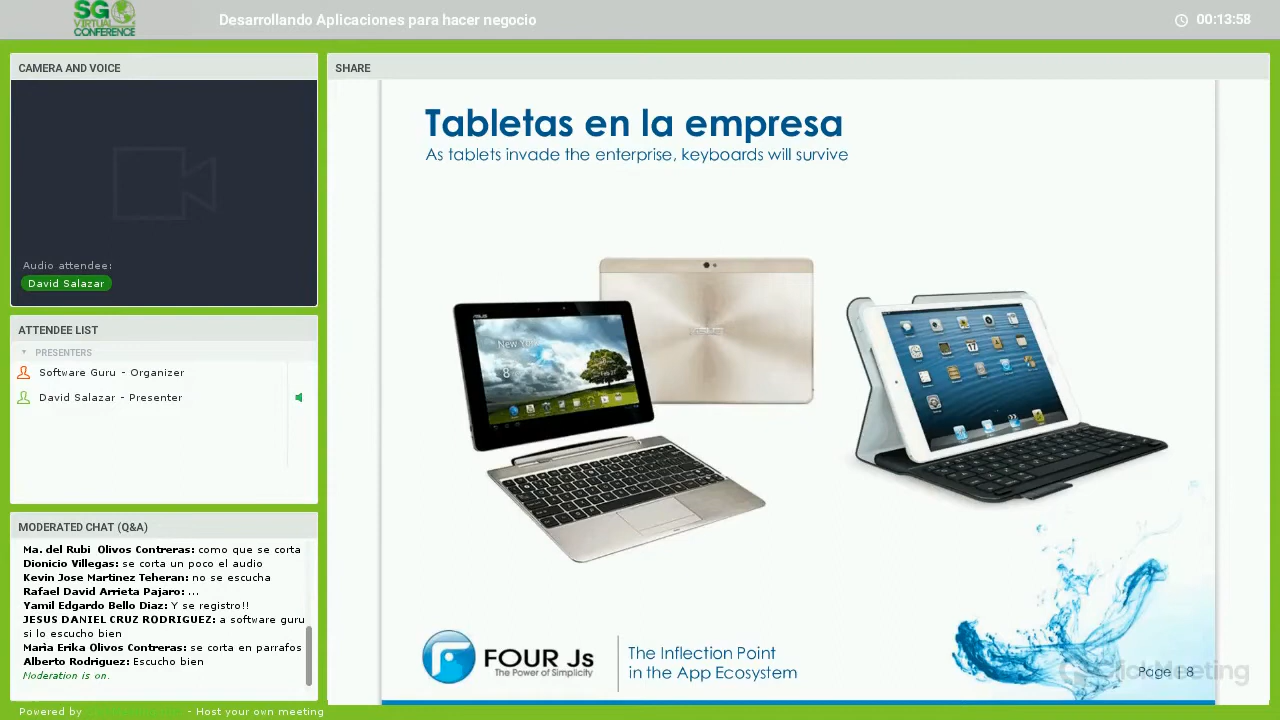 SG
VIRTUAL
CONFERENCE
Desarrollando Aplicaciones para hacer negocio
00:13:58
CAMERA AND VOICE
Audio attendee:
David Salazar
ATTENDEE LIST
PRESENTERS
Software Guru - Organizer
David Salazar - Presenter
MODERATED CHAT (Q&A)
Ma. del Rubi Olivos Contreras: como que se corta
Dionicio Villegas: se corta un poco el audio
Kevin Jose Martinez Teheran: no se escucha
Rafael David Arrieta Pajaro: ...
Yamil Edgardo Bello Diaz: Y se registro!!
JESUS DANIEL CRUZ RODRIGUEZ: a software guru
si lo escucho bien
Maria Erika Olivos Contreras: se corta en parrafos
Alberto Rodriguez: Escucho bien
Moderation is on.
Powered by
- Host your own meeting
SHARE
Tabletas en la empresa
As tablets invade the enterprise, keyboards will survive
ASUS
New York
8
FOUR Js
The Power of Simplicity
The Inflection Point
in the App Ecosystem
Page | 8
ClickMeeting